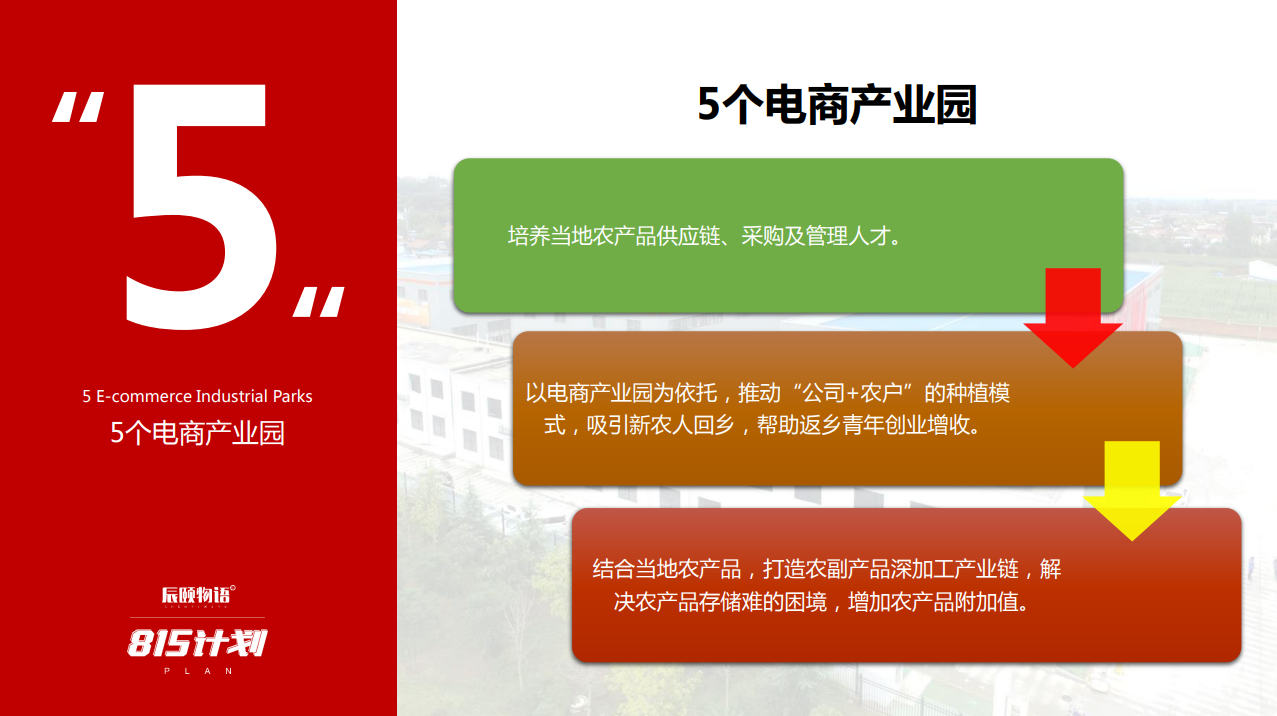 “5”
5 E-commerce Industrial Parks
5个电商产业园
辰颐物语
815计划
PLAN
5个电商产业园
培养当地农产品供应链、采购及管理人才。
以电商产业园为依托，推动“公司+农户”的种植模
式，吸引新农人回乡，帮助返乡青年创业增收。
结合当地农产品，打造农副产品深加工产业链，解
决农产品存储难的困境，增加农产品附加值。